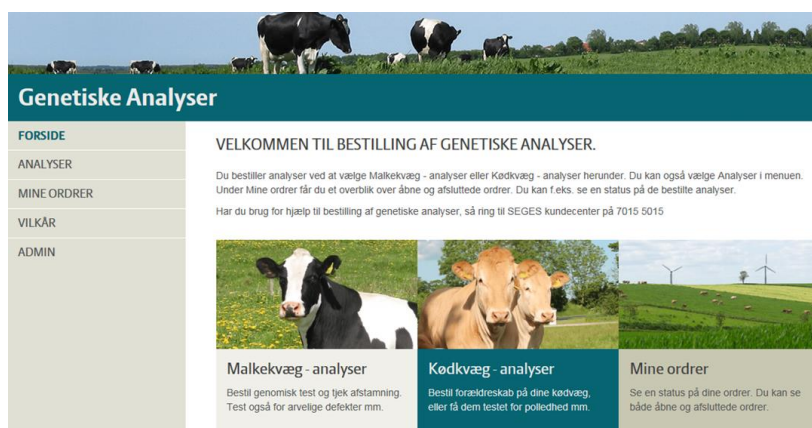 Genetiske Analyser
FORSIDE
ANALYSER
MINE ORDRER
VILKÅR
ADMIN
VELKOMMEN TIL BESTILLING AF GENETISKE ANALYSER.
Du bestiller analyser ved at vælge Malkekvæg - analyser eller Kødkvæg - analyser herunder. Du kan også vælge Analyser i menuen.
Under Mine ordrer får du et overblik over åbne og afsluttede ordrer. Du kan f.eks. se en status på de bestilte analyser.
Har du brug for hjælp til bestilling af genetiske analyser, så ring til SEGES kundecenter på 7015 5015
Malkekvæg - analyser
Bestil genomisk test og tjek afstamning.
Test også for arvelige defekter mm.
Kødkvæg - analyser
Bestil forældreskab på dine kødvæg,
eller få dem testet for polledhed mm.
Mine ordrer
Se en status på dine ordrer. Du kan se
både åbne og afsluttede ordrer.